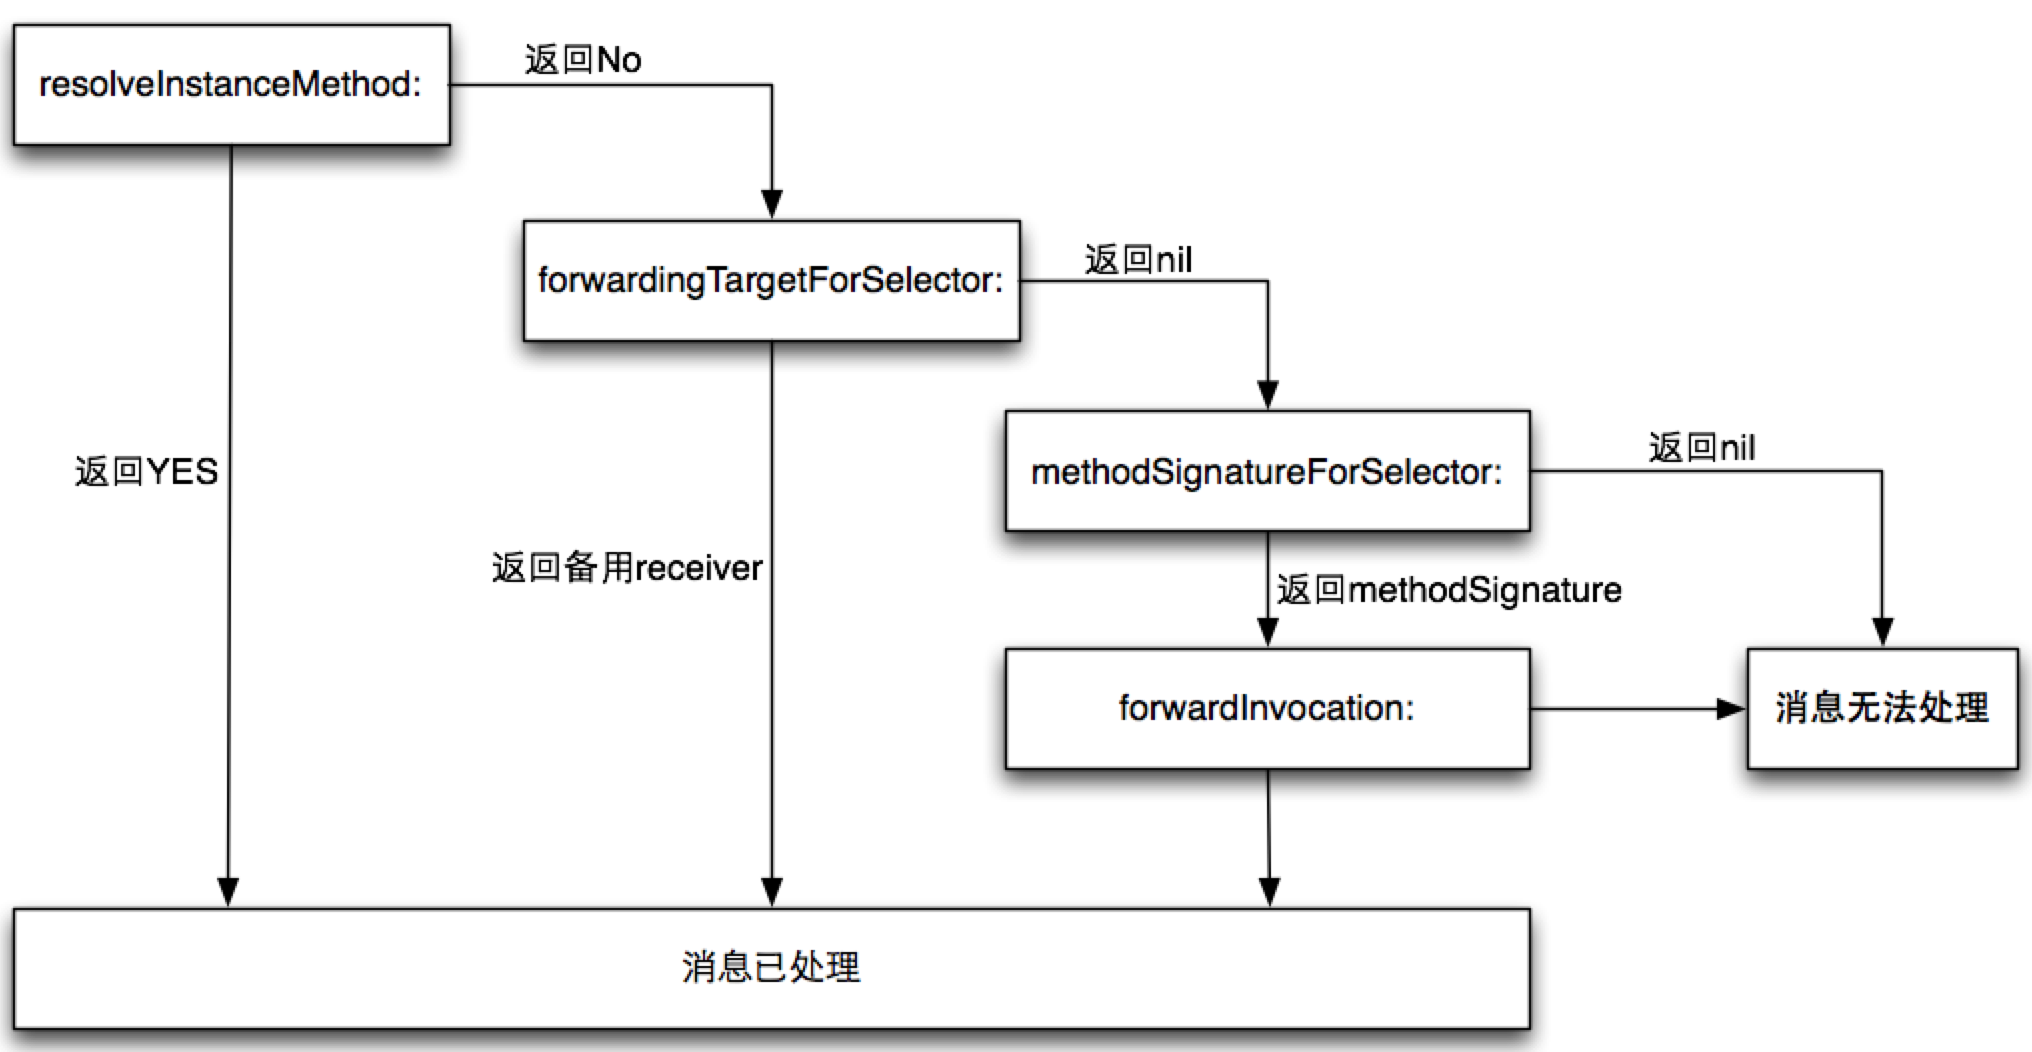 返回No
resolveInstanceMethod:
返回nil
forwardingTargetForSelector:
返回nil
返回YES
methodSignatureForSelector:
返回备用receiver
返回methodSignature
forwardInvocation:
消息无法处理
消息已处理